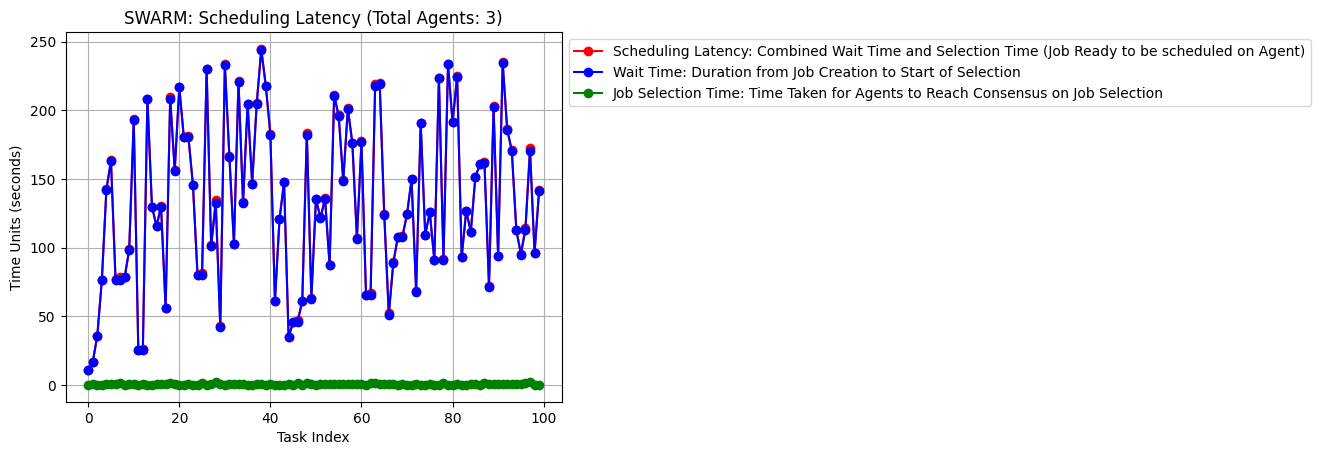 SWARM: Scheduling Latency (Total Agents: 3)
Scheduling Latency: Combined Wait Time and Selection Time (Job Ready to be scheduled on Agent)
Wait Time: Duration from Job Creation to Start of Selection
Job Selection Time: Time Taken for Agents to Reach Consensus on Job Selection
Time Units (seconds)
250
200
150
100
50
0
0 20 40 60 80 100
Task Index